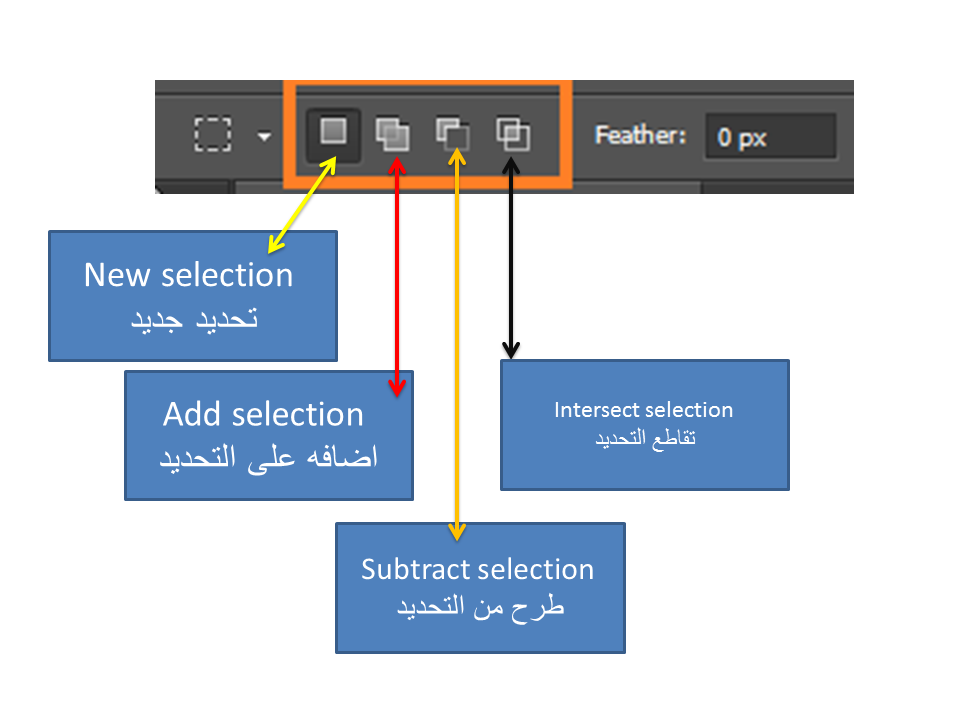 Feather: 0 px
New selection
تحديد جديد
Add selection
اضافه على التحديد
Intersect selection
تقاطع التحديد
Subtract selection
طرح من التحديد